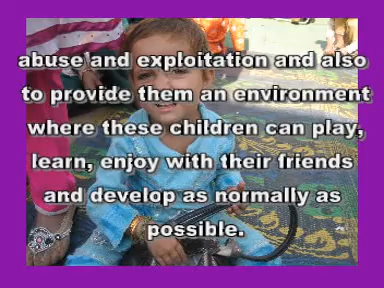 abuse and exploitation and also
to provide them an environment
where these children can play,
learn, enjoy with their friends
and develop as normally as
possible.